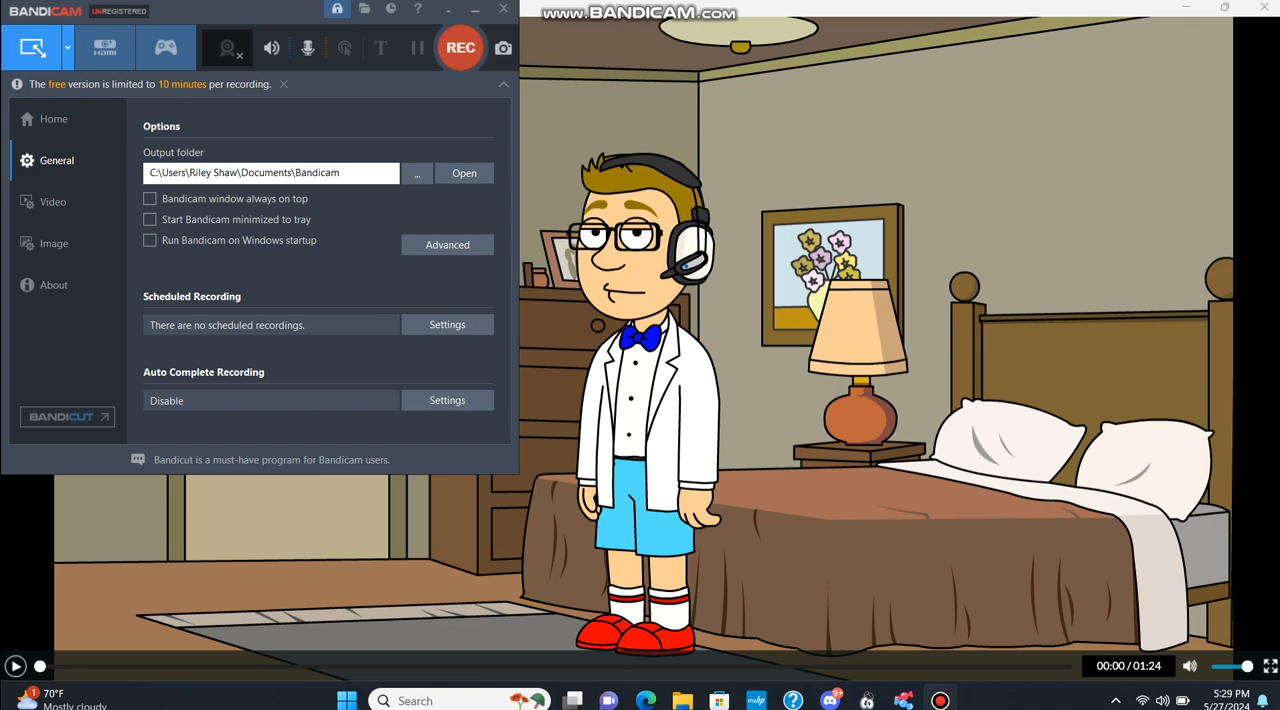 BANDICAM UNREGISTERED
www.BANDICAM.com
HDMI
T
REC
The free version is limited to 10 minutes per recording.
Home
General
Video
Image
About
BANDICUT
Options
Output folder
C:\Users\Riley Shaw\Documents\Bandicam
...
Open
Bandicam window always on top
Start Bandicam minimized to tray
Run Bandicam on Windows startup
Advanced
Scheduled Recording
There are no scheduled recordings.
Settings
Auto Complete Recording
Disable
Settings
Bandicut is a must-have program for Bandicam users.
00:00 / 01:24
1
70°F
Mostly cloudy
Search
myhp
9+
5:29 PM
5/27/2024